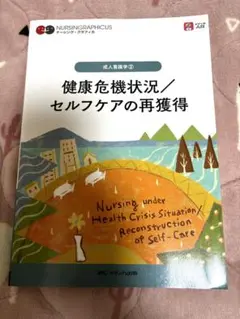 NURSINGRAPHICUS
ナーシング・グラフィカ
成人看護学②
健康危機状況／
セルフケアの再獲得
Nursing under
Health Crisis Situation/
Reconstruction
of Self-Care